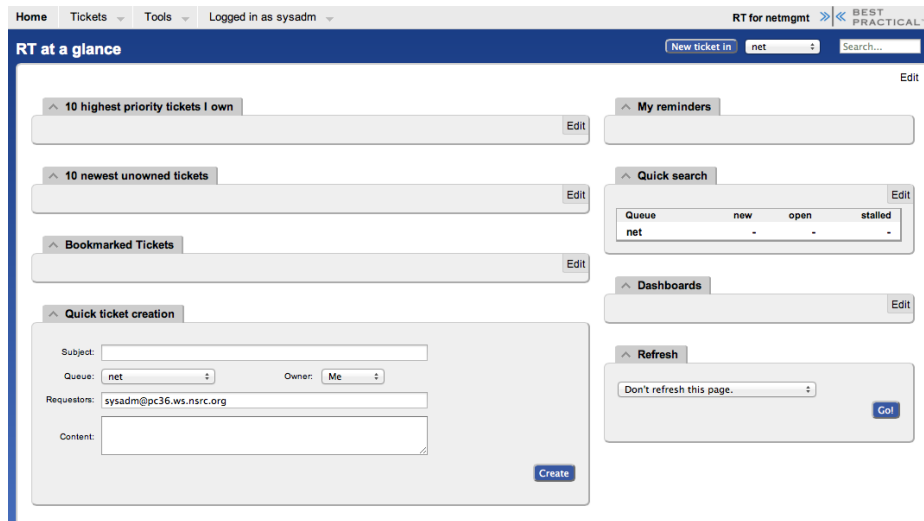 Home Tickets Tools Logged in as sysadm RT for netmgmt BEST PRACTICAL
RT at a glance New ticket in net Search...
Edit
10 highest priority tickets I own
Edit
10 newest unowned tickets
Edit
Bookmarked Tickets
Edit
Quick ticket creation
Subject:
Queue: net Owner: Me
Requestors: sysadm@pc36.ws.nsrc.org
Content:
Create
My reminders
Quick search
Edit
Queue new open stalled
net - - -
Dashboards
Edit
Refresh
Don't refresh this page.
Go!